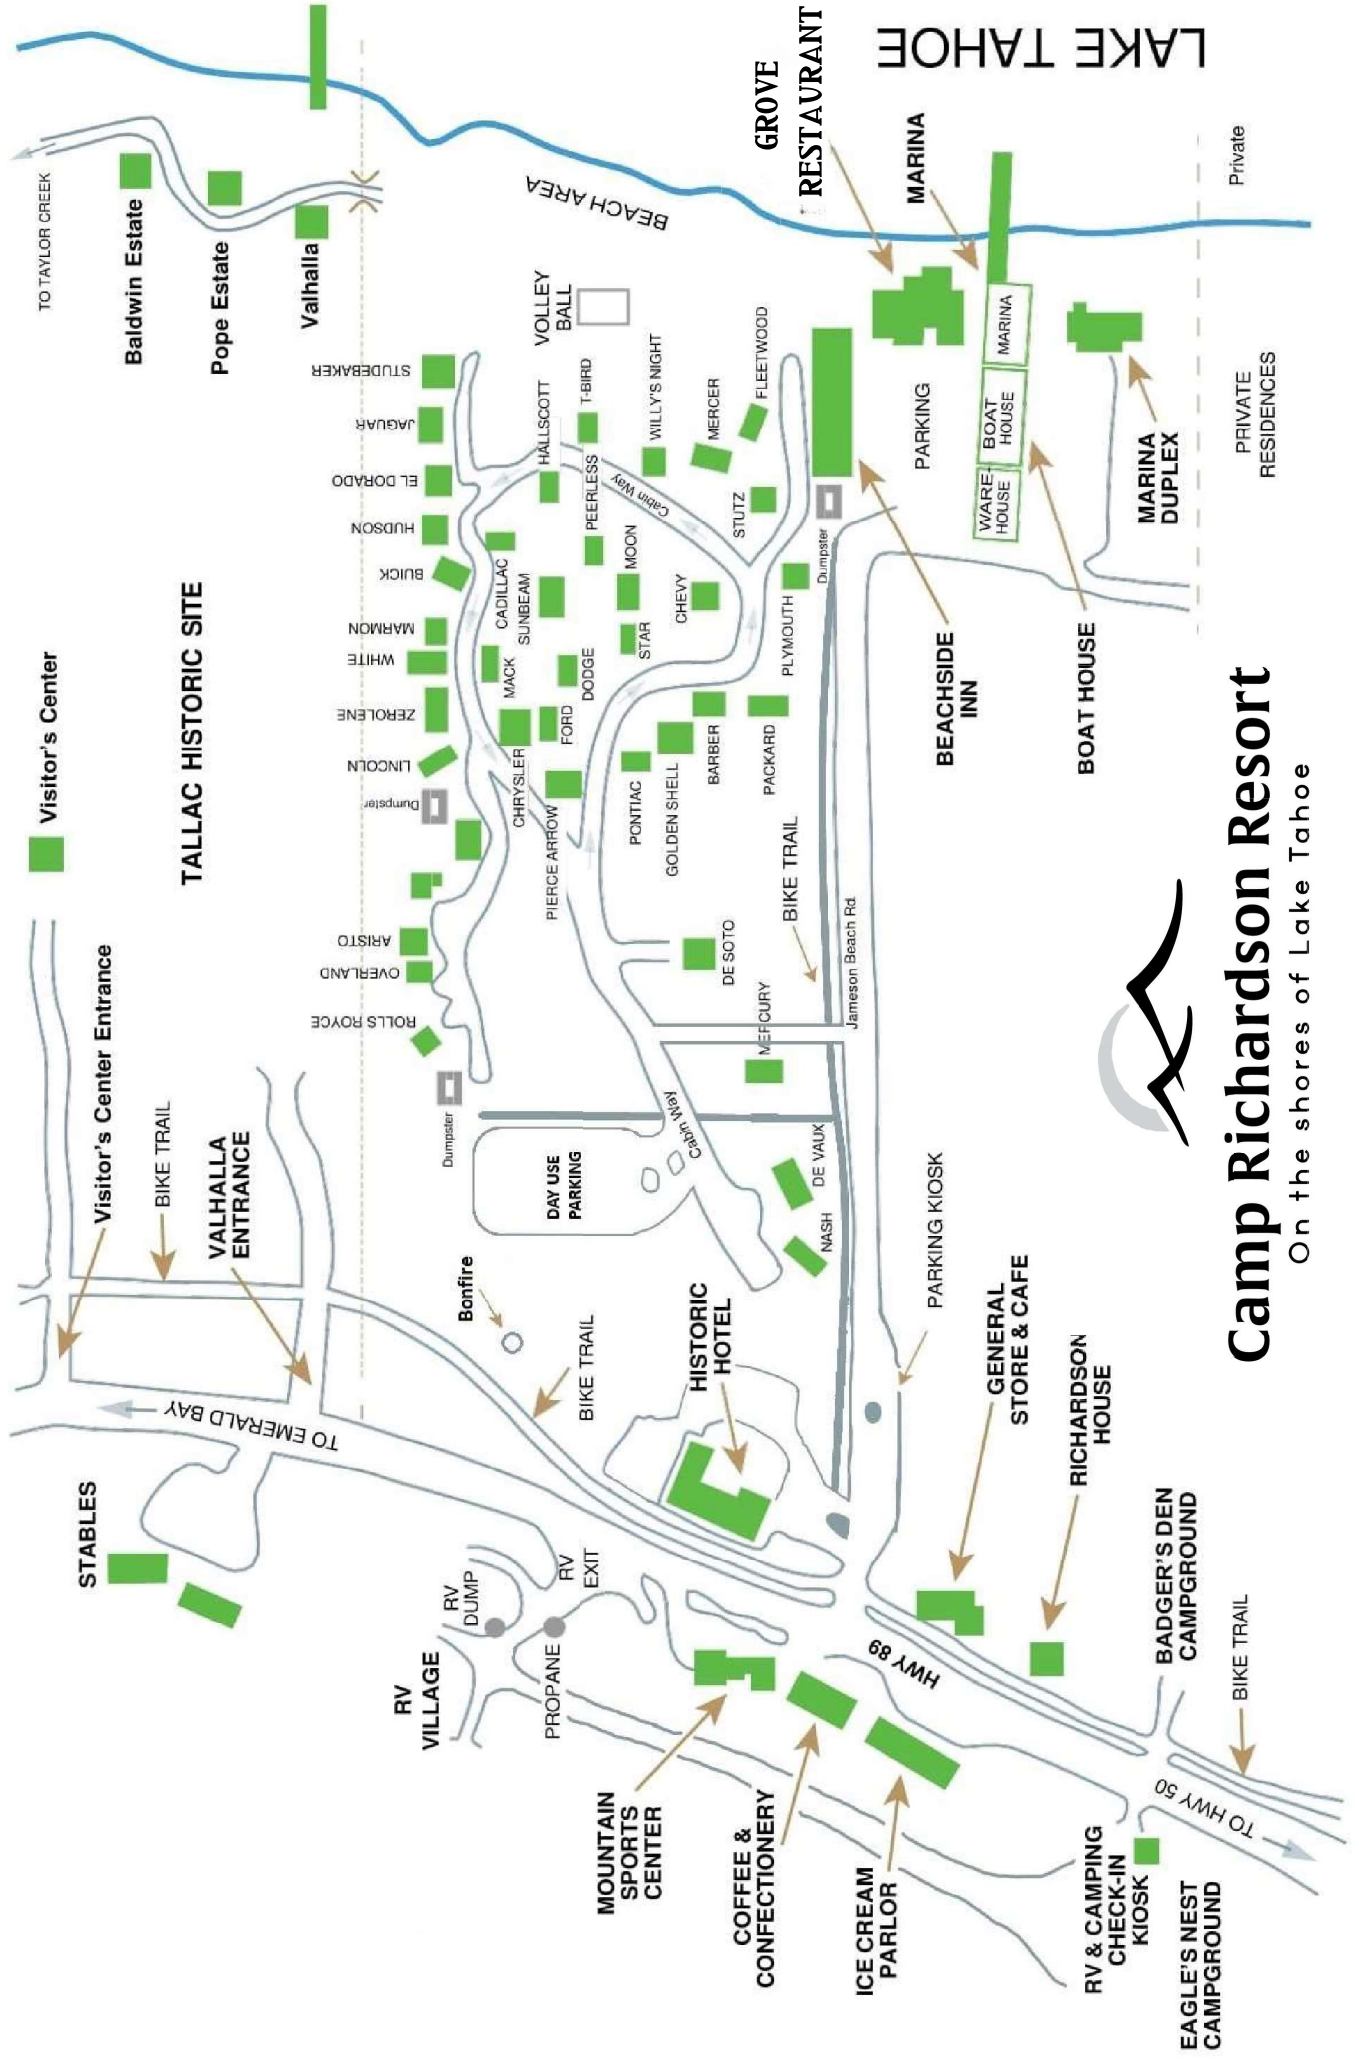 LAKE TAHOE
GROVE
RESTAURANT
MARINA
Private
BEACH AREA
TO TAYLOR CREEK
Baldwin Estate
Pope Estate
Valhalla
VOLLEY
BALL
STUDEBAKER
JAGUAR
EL DORADO
HUDSON
BUICK
MARMON
WHITE
ZEROLENE
LINCOLN
Dumpster
ARISTO
OVERLAND
ROLLS ROYCE
Dumpster
HALLSCOTT
T-BIRD
WILLY'S NIGHT
MERCER
FLEETWOOD
PEERLESS
Cabin Way
STUTZ
Dumpster
CADILLAC
SUNBEAM
MOON
CHEVY
PLYMOUTH
STAR
MACK
DODGE
FORD
CHRYSLER
PIERCE ARROW
PONTIAC
GOLDEN SHELL
BARBER
PACKARD
DE SOTO
MERCURY
BIKE TRAIL
Jameson Beach Rd.
Cabin Way
DE VAUX
NASH
DAY USE
PARKING
PARKING
MARINA
BOAT
HOUSE
WARE-
HOUSE
MARINA
DUPLEX
PRIVATE
RESIDENCES
BEACHSIDE
INN
BOAT HOUSE
TALLAC HISTORIC SITE
Visitor's Center
Visitor's Center Entrance
BIKE TRAIL
VALHALLA
ENTRANCE
TO EMERALD BAY
STABLES
Bonfire
BIKE TRAIL
HISTORIC
HOTEL
PARKING KIOSK
GENERAL
STORE & CAFE
RICHARDSON
HOUSE
RV
DUMP
RV
EXIT
RV
VILLAGE
PROPANE
HWY 89
BADGER'S DEN
CAMPGROUND
BIKE TRAIL
TO HWY 50
MOUNTAIN
SPORTS
CENTER
COFFEE &
CONFECTIONERY
ICE CREAM
PARLOR
RV & CAMPING
CHECK-IN
KIOSK
EAGLE'S NEST
CAMPGROUND
Camp Richardson Resort
On the shores of Lake Tahoe